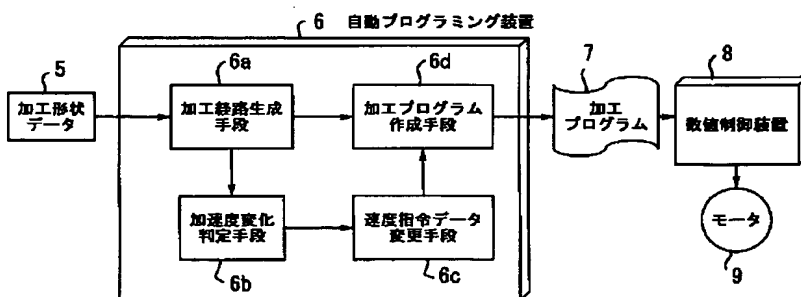 6 自動プログラミング装置
5
加工形状
データ
6a
加工経路生成
手段
6d
加工プログラム
作成手段
7
加工
プログラム
8
数値制御装置
加速度変化
判定手段
6b
速度指令データ
変更手段
6c
モータ
9